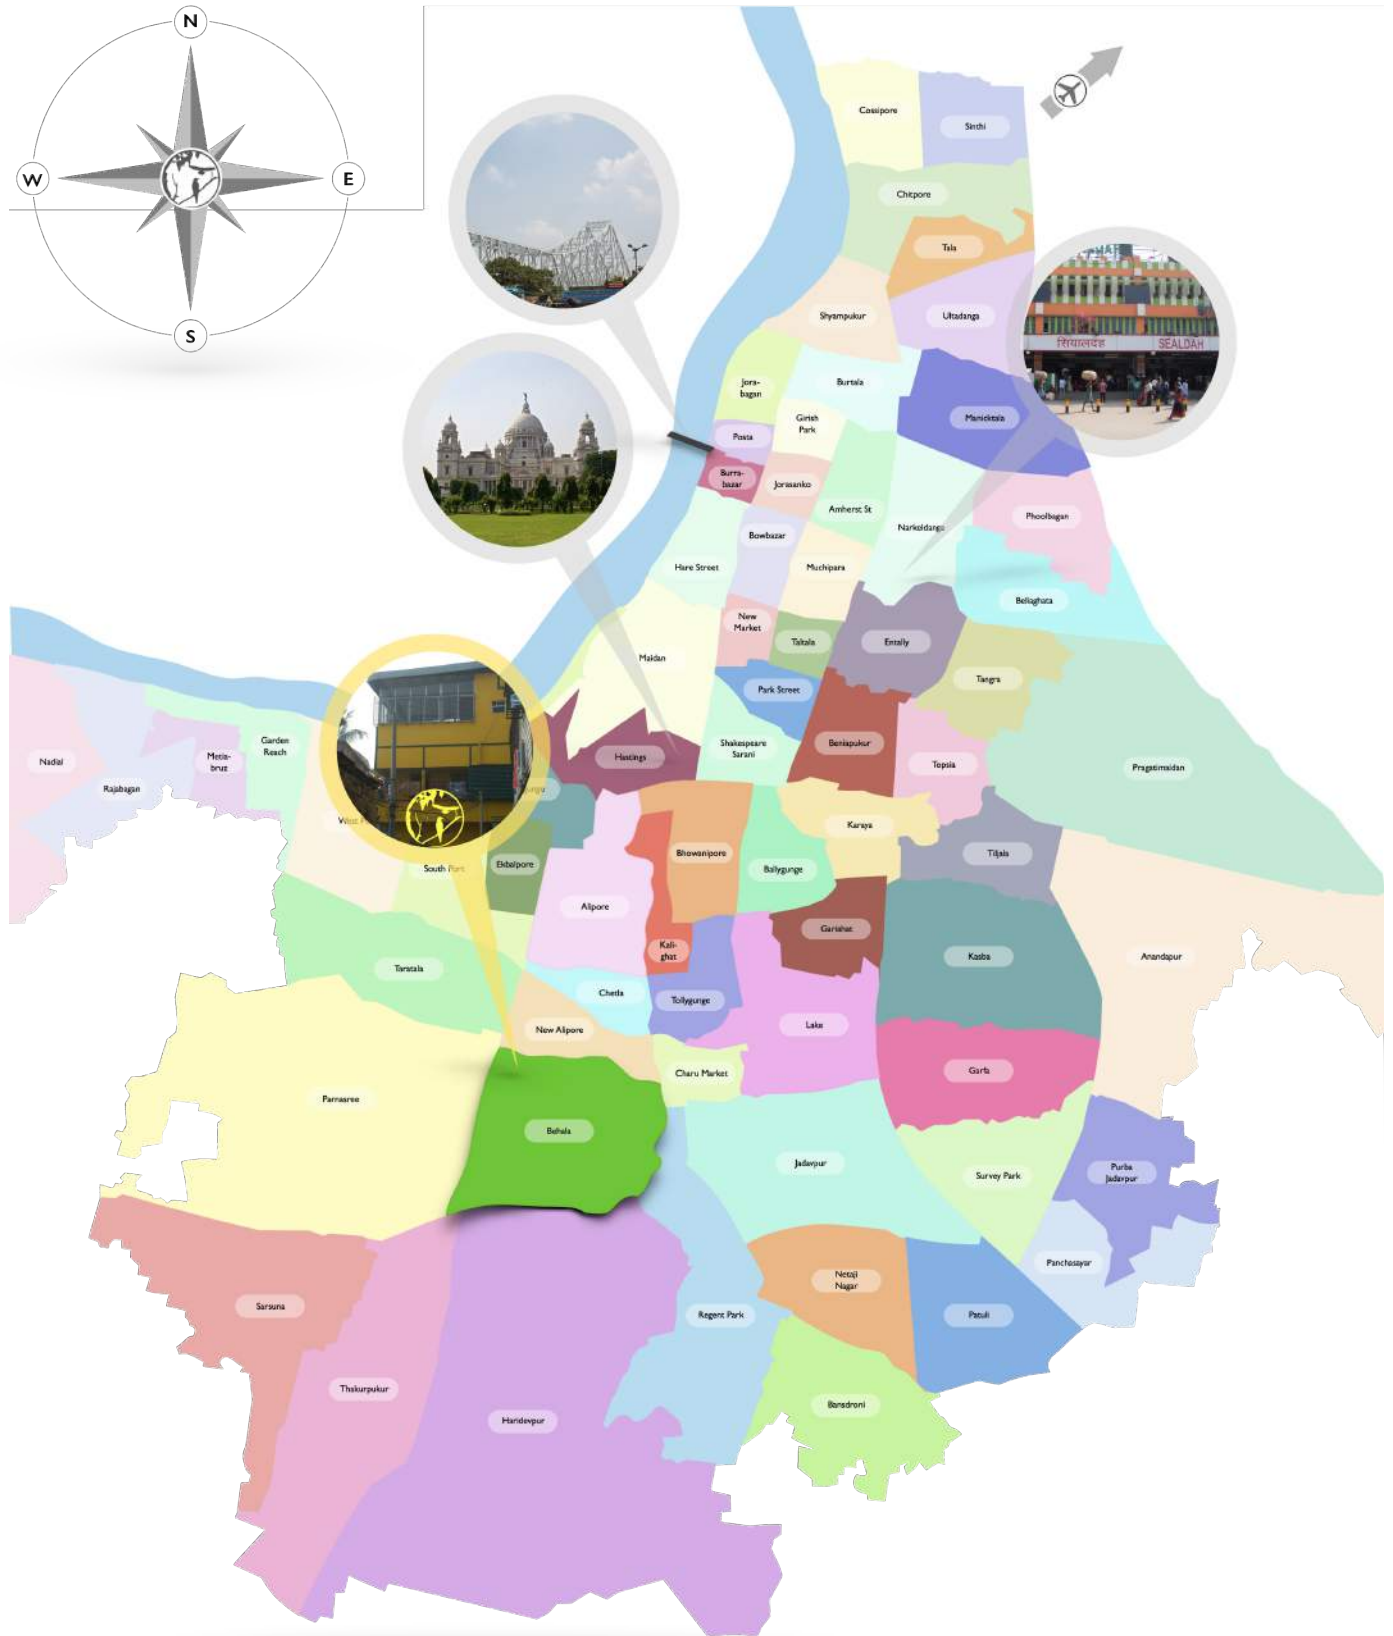 N
W
E
S
Cossipore
Sinthi
Chitpore
Tala
Shyampukur
Ultadanga
सियालदह
SEALDAH
Jora-
bagan
Burtala
Manicktala
Girish
Park
Posta
Burra-
bazar
Jorasanko
Amherst St
Narkeldanga
Phoolbagan
Bowbazar
Hare Street
Muchipara
Beliaghata
New
Market
Taltala
Entally
Maidan
Tangra
Park Street
Garden
Reach
Metia-
bruz
Nadial
Rajabagan
Hastings
Shakespeare
Sarani
Beniapukur
Topsia
Pragatimaidan
West
Karaya
Tiljala
Bhowanipore
Ballygunge
Ekbalpore
South Port
Alipore
Kali-
ghat
Gariahat
Kasba
Anandapur
Taratala
Chetla
Tollygunge
Lake
New Alipore
Charu Market
Garfa
Parnasree
Behala
Jadavpur
Survey Park
Purba
Jadavpur
Panchasayar
Netaji
Nagar
Sarsuna
Regent Park
Patuli
Thakurpukur
Haridevpur
Bansdroni